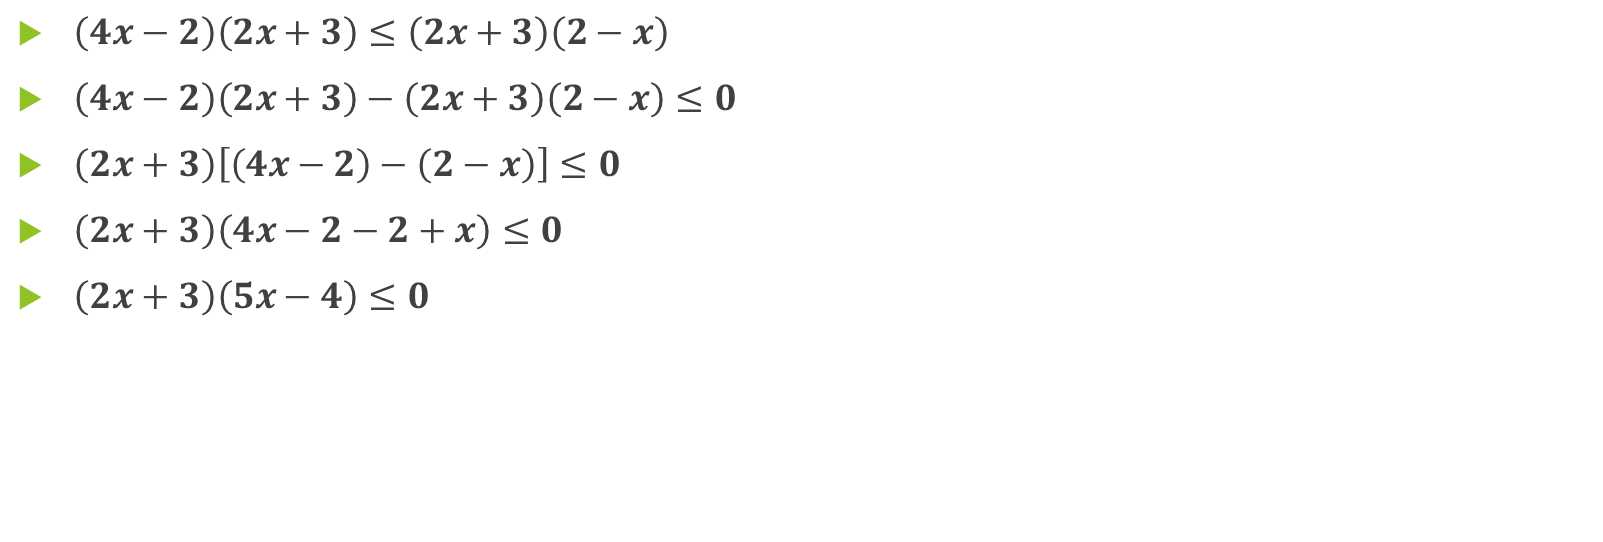 ▶ (4x − 2)(2x + 3) ≤ (2x + 3)(2 − x)
▶ (4x − 2)(2x + 3) − (2x + 3)(2 − x) ≤ 0
▶ (2x + 3)[(4x − 2) − (2 − x)] ≤ 0
▶ (2x + 3)(4x − 2 − 2 + x) ≤ 0
▶ (2x + 3)(5x − 4) ≤ 0